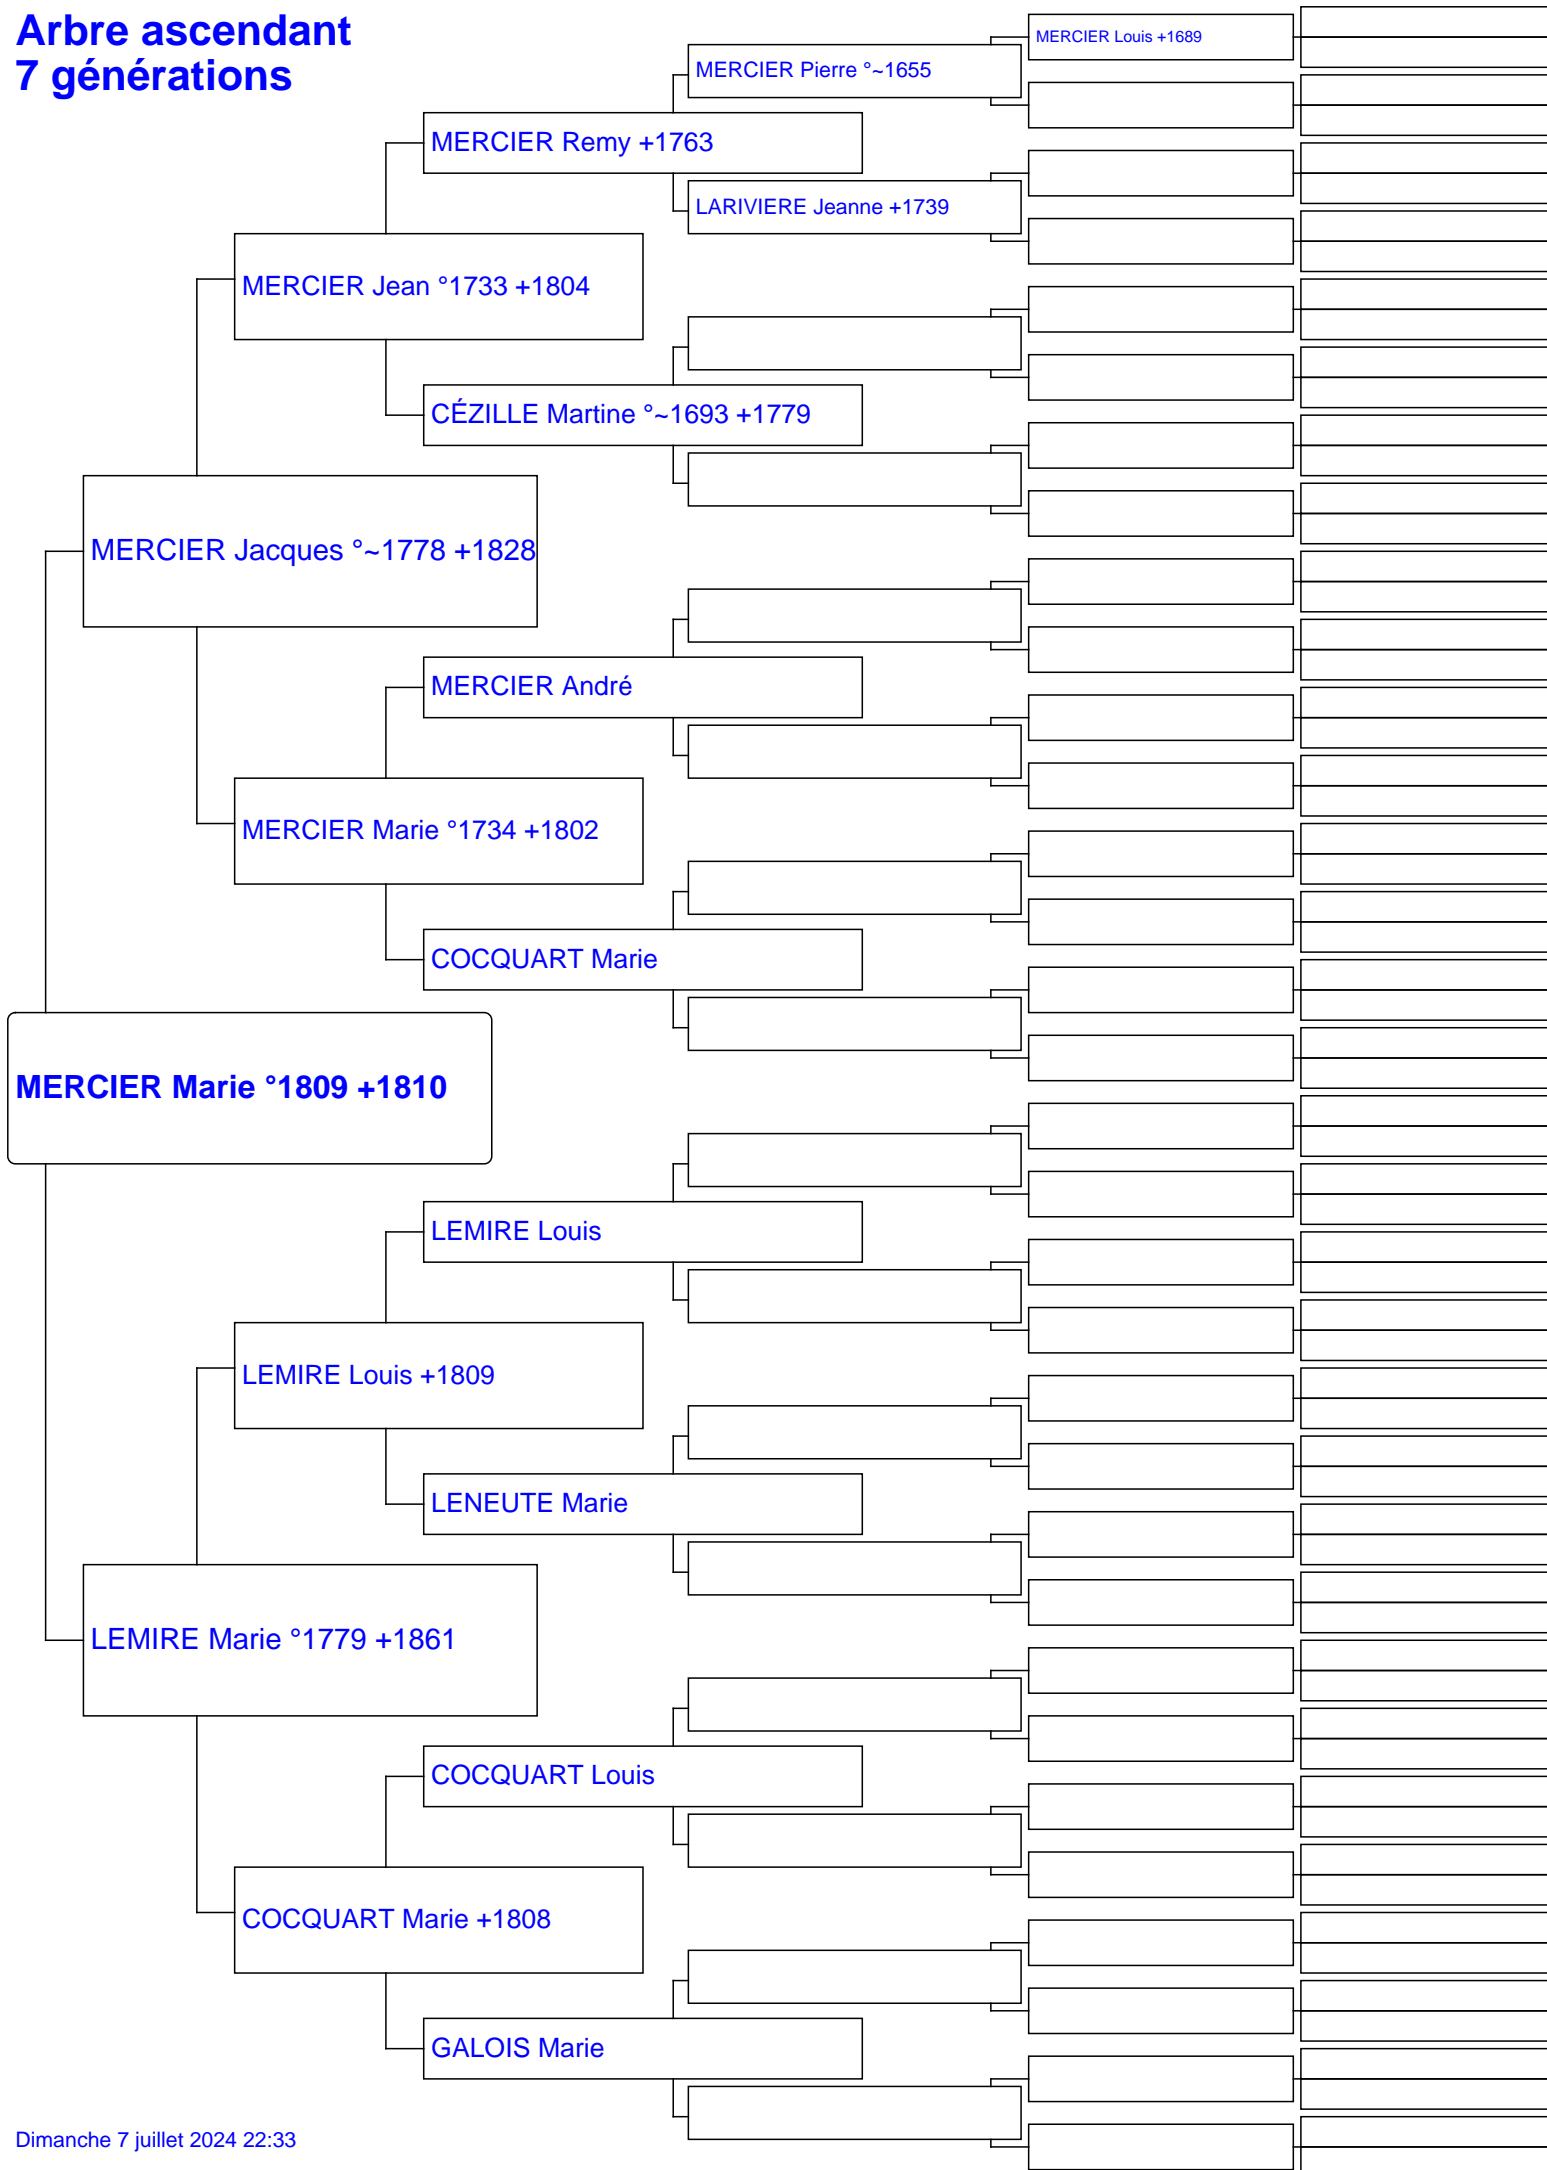 Arbre ascendant
7 générations
MERCIER Louis +1689
MERCIER Pierre °~1655
MERCIER Remy +1763
LARIVIERE Jeanne +1739
MERCIER Jean °1733 +1804
CÉZILLE Martine °~1693 +1779
MERCIER Jacques °~1778 +1828
MERCIER André
MERCIER Marie °1734 +1802
COCQUART Marie
MERCIER Marie °1809 +1810
LEMIRE Louis
LEMIRE Louis +1809
LENEUTE Marie
LEMIRE Marie °1779 +1861
COCQUART Louis
COCQUART Marie +1808
GALOIS Marie
Dimanche 7 juillet 2024 22:33